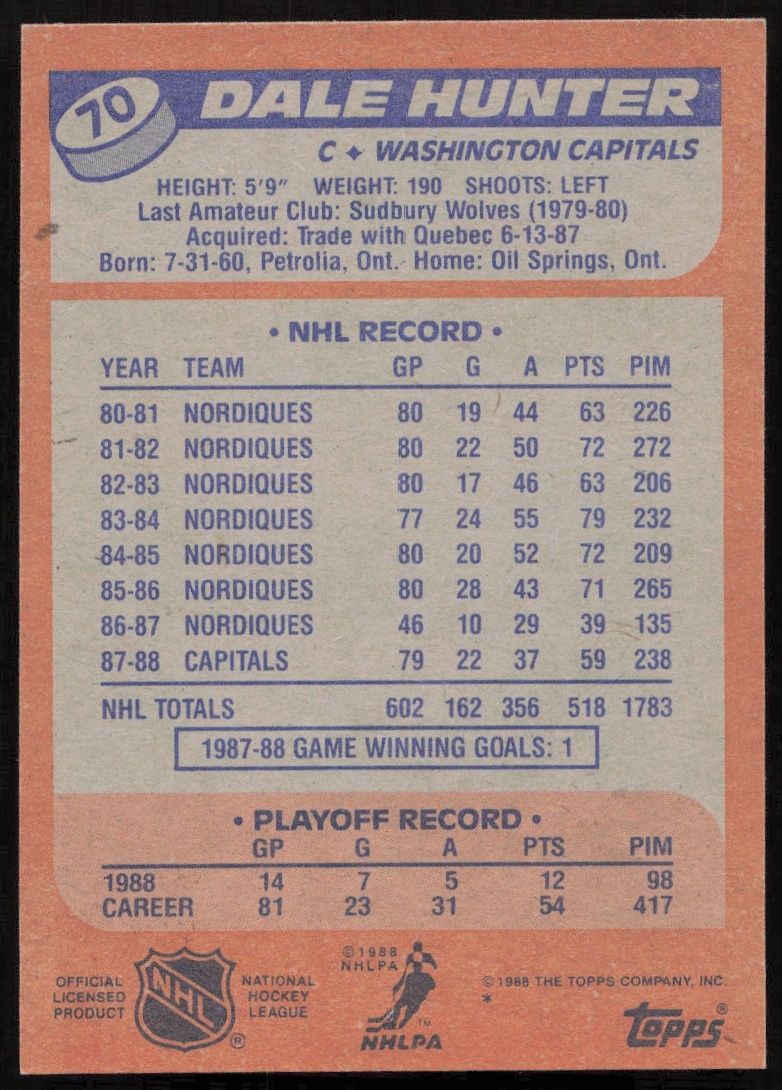 70
DALE HUNTER
C ✦ WASHINGTON CAPITALS
HEIGHT: 5'9" WEIGHT: 190 SHOOTS: LEFT
Last Amateur Club: Sudbury Wolves (1979-80)
Acquired: Trade with Quebec 6-13-87
Born: 7-31-60, Petrolia, Ont. Home: Oil Springs, Ont.
• NHL RECORD •
YEAR TEAM GP G A PTS PIM
80-81 NORDIQUES 80 19 44 63 226
81-82 NORDIQUES 80 22 50 72 272
82-83 NORDIQUES 80 17 46 63 206
83-84 NORDIQUES 77 24 55 79 232
84-85 NORDIQUES 80 20 52 72 209
85-86 NORDIQUES 80 28 43 71 265
86-87 NORDIQUES 46 10 29 39 135
87-88 CAPITALS 79 22 37 59 238
NHL TOTALS 602 162 356 518 1783
1987-88 GAME WINNING GOALS: 1
• PLAYOFF RECORD •
GP G A PTS PIM
1988 14 7 5 12 98
CAREER 81 23 31 54 417
OFFICIAL
LICENSED
PRODUCT
NHL
®
NATIONAL
HOCKEY
LEAGUE
©1988
NHLPA
™
NHLPA
©1988 THE TOPPS COMPANY, INC.
*
topps®